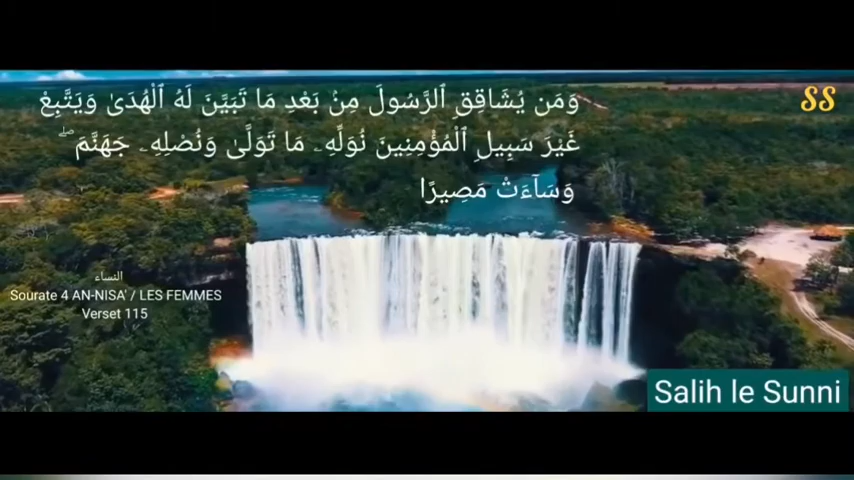 وَمَن يُشَاقِقِ ٱلرَّسُولَ مِنۢ بَعْدِ مَا تَبَيَّنَ لَهُ ٱلْهُدَىٰ وَيَتَّبِعْ
غَيْرَ سَبِيلِ ٱلْمُؤْمِنِينَ نُوَلِّهِۦ مَا تَوَلَّىٰ وَنُصْلِهِۦ جَهَنَّمَ ۖ
وَسَآءَتْ مَصِيرًا
SS
النساء
Sourate 4 AN-NISA' / LES FEMMES
Verset 115
Salih le Sunni